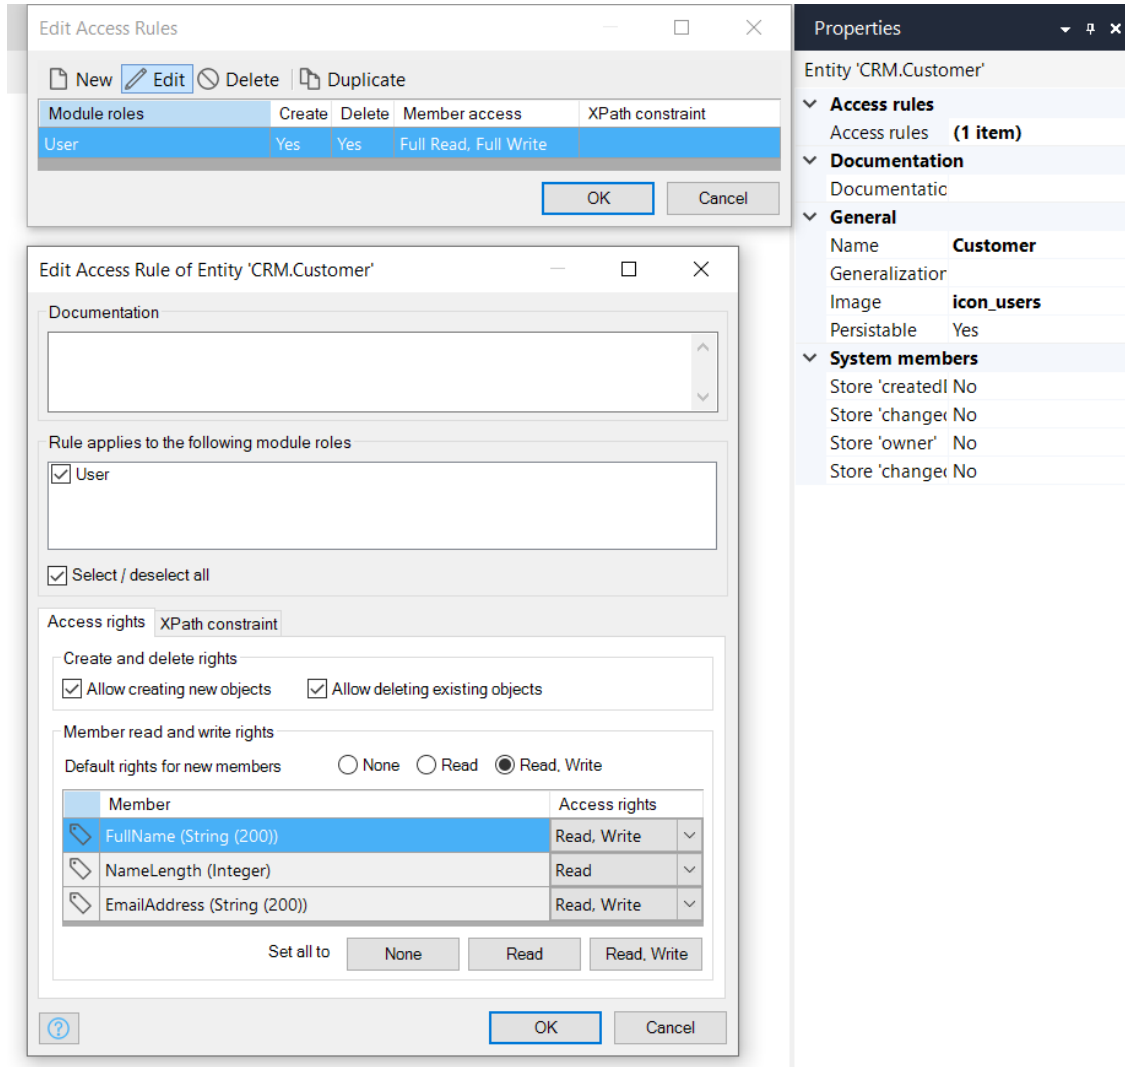 Edit Access Rules
New Edit Delete Duplicate
Module roles Create Delete Member access XPath constraint
User Yes Yes Full Read, Full Write
OK Cancel
Edit Access Rule of Entity 'CRM.Customer'
Documentation
Rule applies to the following module roles
User
Select / deselect all
Access rights XPath constraint
Create and delete rights
Allow creating new objects Allow deleting existing objects
Member read and write rights
Default rights for new members None Read Read, Write
Member Access rights
FullName (String (200)) Read, Write
NameLength (Integer) Read
EmailAddress (String (200)) Read, Write
Set all to None Read Read, Write
? OK Cancel
Properties
Entity 'CRM.Customer'
Access rules
Access rules (1 item)
Documentation
Documentatic
General
Name Customer
Generalization
Image icon_users
Persistable Yes
System members
Store 'created No
Store 'change No
Store 'owner' No
Store 'change No